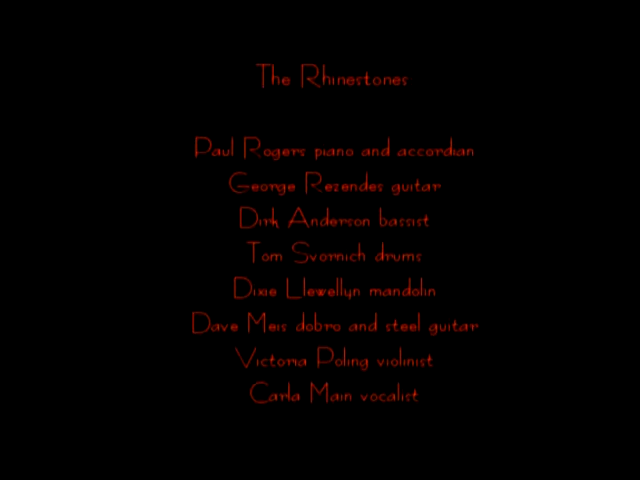 The Rhinestones
Paul Rogers piano and accordian
George Rezendes guitar
Dirk Anderson bassist
Tom Svornich drums
Dixie Llewellyn mandolin
Dave Meis dobro and steel guitar
Victoria Poling violinist
Carla Main vocalist